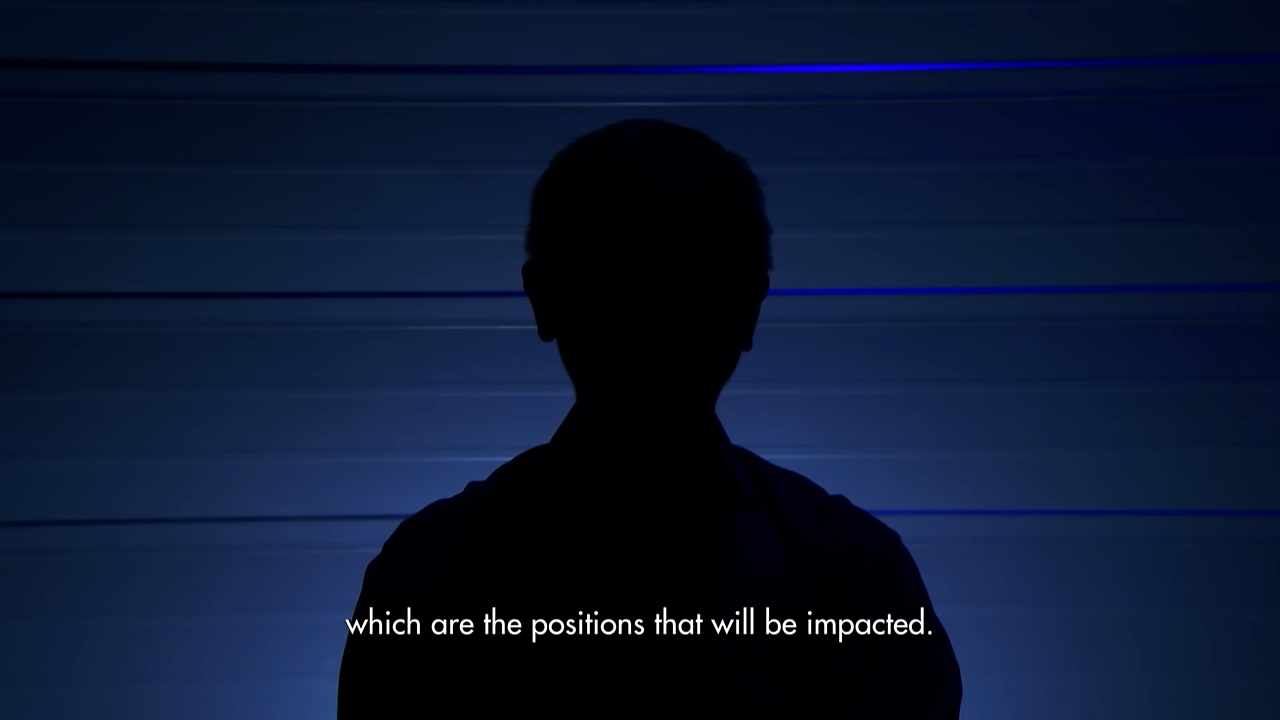 which are the positions that will be impacted.